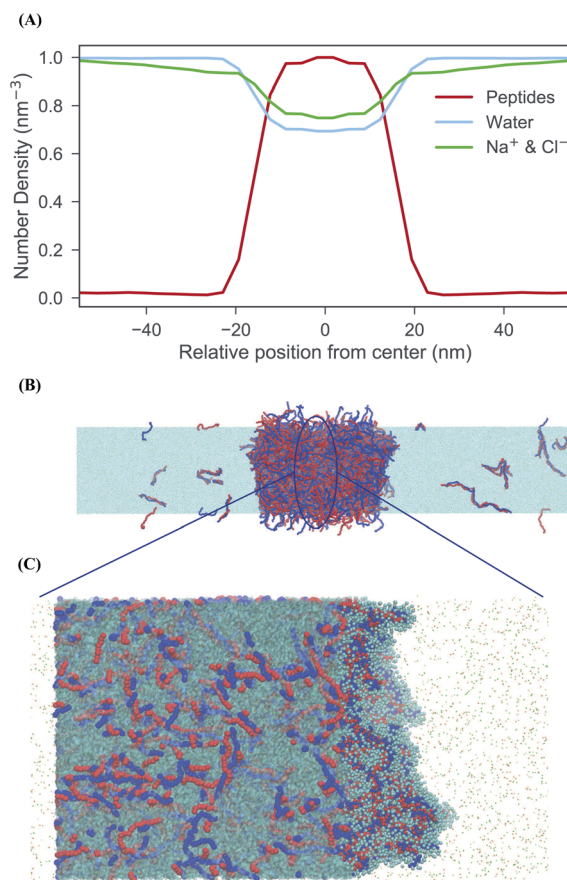 (A)
1.0
0.8
0.6
0.4
0.2
0.0
Number Density (nm⁻³)
Peptides
Water
Na⁺ & Cl⁻
−40
−20
0
20
40
Relative position from center (nm)
(B)
(C)